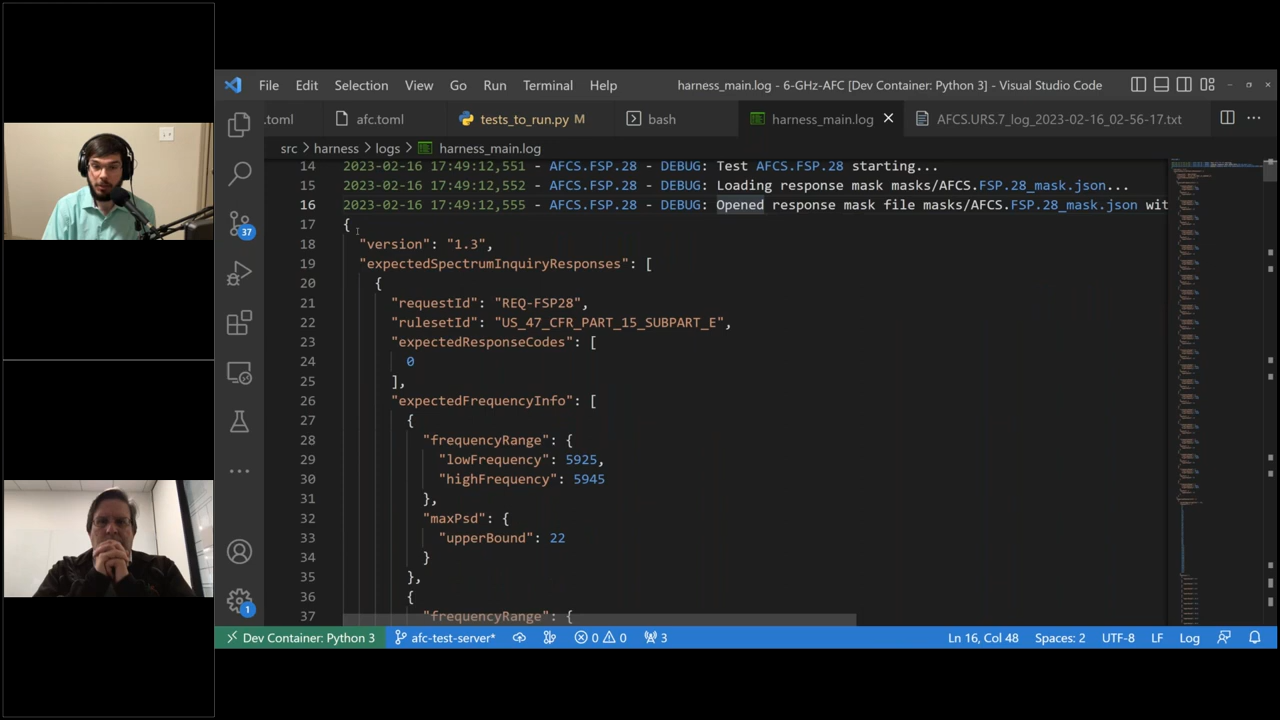 File Edit Selection View Go Run Terminal Help harness_main.log - 6-GHz-AFC [Dev Container: Python 3] - Visual Studio Code
.toml afc.toml tests_to_run.py M bash harness_main.log AFCS.URS.7_log_2023-02-16_02-56-17.txt
src > harness > logs > harness_main.log
14 2023-02-16 17:49:12,551 - AFCS.FSP.28 - DEBUG: Test AFCS.FSP.28 starting...
15 2023-02-16 17:49:12,552 - AFCS.FSP.28 - DEBUG: Loading response mask masks/AFCS.FSP.28_mask.json...
16 2023-02-16 17:49:12,555 - AFCS.FSP.28 - DEBUG: Opened response mask file masks/AFCS.FSP.28_mask.json wit
17 {
18 "version": "1.3",
19 "expectedSpectrumInquiryResponses": [
20 {
21 "requestId": "REQ-FSP28",
22 "rulesetId": "US_47_CFR_PART_15_SUBPART_E",
23 "expectedResponseCodes": [
24 0
25 ],
26 "expectedFrequencyInfo": [
27 {
28 "frequencyRange": {
29 "lowFrequency": 5925,
30 "highFrequency": 5945
31 },
32 "maxPsd": {
33 "upperBound": 22
34 }
35 },
36 {
37 "frequencyRange": {
37
1
Dev Container: Python 3 afc-test-server* 0 0 3 Ln 16, Col 48 Spaces: 2 UTF-8 LF Log